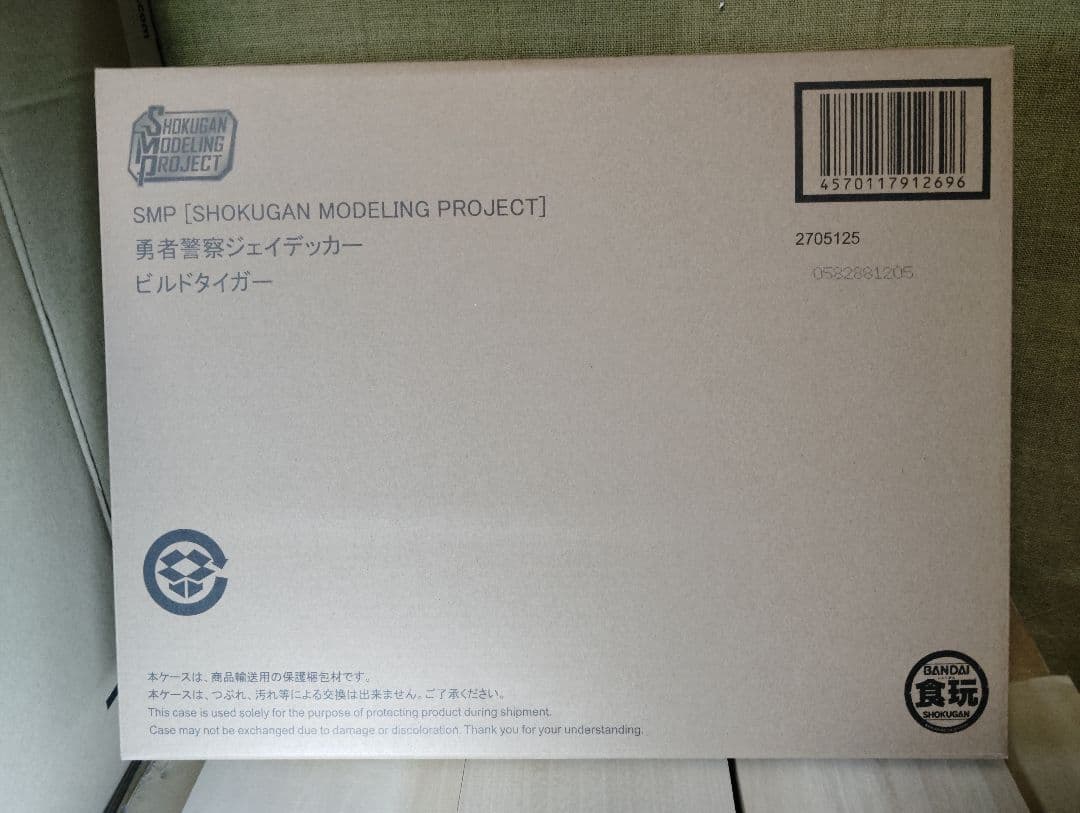 SHOKUGAN
MODELING
PROJECT
4570117912696
SMP [SHOKUGAN MODELING PROJECT]
勇者警察ジェイデッカー
2705125
ビルドタイガー
0582881205
本ケースは、商品輸送用の保護梱包材です。
本ケースは、つぶれ、汚れ等による交換は出来ません。ご了承ください。
This case is used solely for the purpose of protecting product during shipment.
Case may not be exchanged due to damage or discoloration. Thank you for your understanding.
BANDAI
食玩
SHOKUGAN